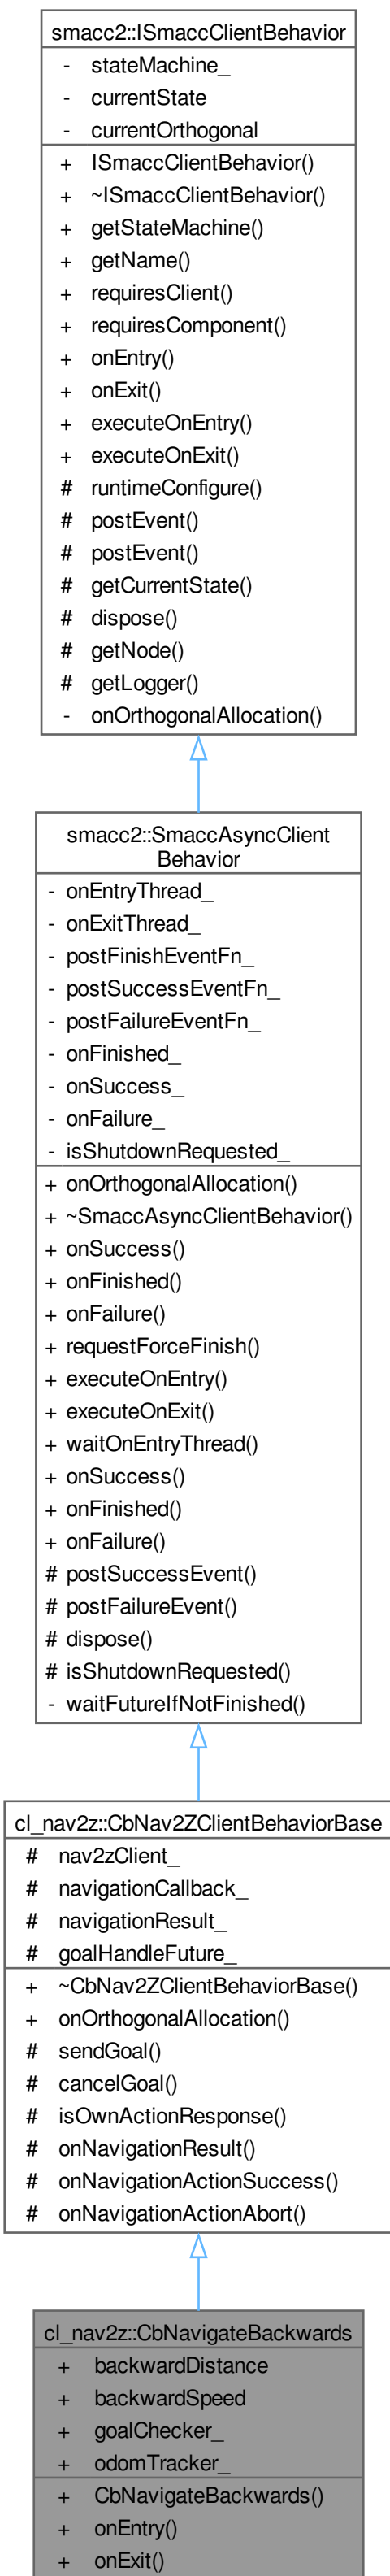 smacc2::ISmaccClientBehavior
- stateMachine_
- currentState
- currentOrthogonal
+ ISmaccClientBehavior()
+ ~ISmaccClientBehavior()
+ getStateMachine()
+ getName()
+ requiresClient()
+ requiresComponent()
+ onEntry()
+ onExit()
+ executeOnEntry()
+ executeOnExit()
# runtimeConfigure()
# postEvent()
# postEvent()
# getCurrentState()
# dispose()
# getNode()
# getLogger()
- onOrthogonalAllocation()
smacc2::SmaccAsyncClient
Behavior
- onEntryThread_
- onExitThread_
- postFinishEventFn_
- postSuccessEventFn_
- postFailureEventFn_
- onFinished_
- onSuccess_
- onFailure_
- isShutdownRequested_
+ onOrthogonalAllocation()
+ ~SmaccAsyncClientBehavior()
+ onSuccess()
+ onFinished()
+ onFailure()
+ requestForceFinish()
+ executeOnEntry()
+ executeOnExit()
+ waitOnEntryThread()
+ onSuccess()
+ onFinished()
+ onFailure()
# postSuccessEvent()
# postFailureEvent()
# dispose()
# isShutdownRequested()
- waitFutureIfNotFinished()
cl_nav2z::CbNav2ZClientBehaviorBase
# nav2zClient_
# navigationCallback_
# navigationResult_
# goalHandleFuture_
+ ~CbNav2ZClientBehaviorBase()
+ onOrthogonalAllocation()
# sendGoal()
# cancelGoal()
# isOwnActionResponse()
# onNavigationResult()
# onNavigationActionSuccess()
# onNavigationActionAbort()
cl_nav2z::CbNavigateBackwards
+ backwardDistance
+ backwardSpeed
+ goalChecker_
+ odomTracker_
+ CbNavigateBackwards()
+ onEntry()
+ onExit()